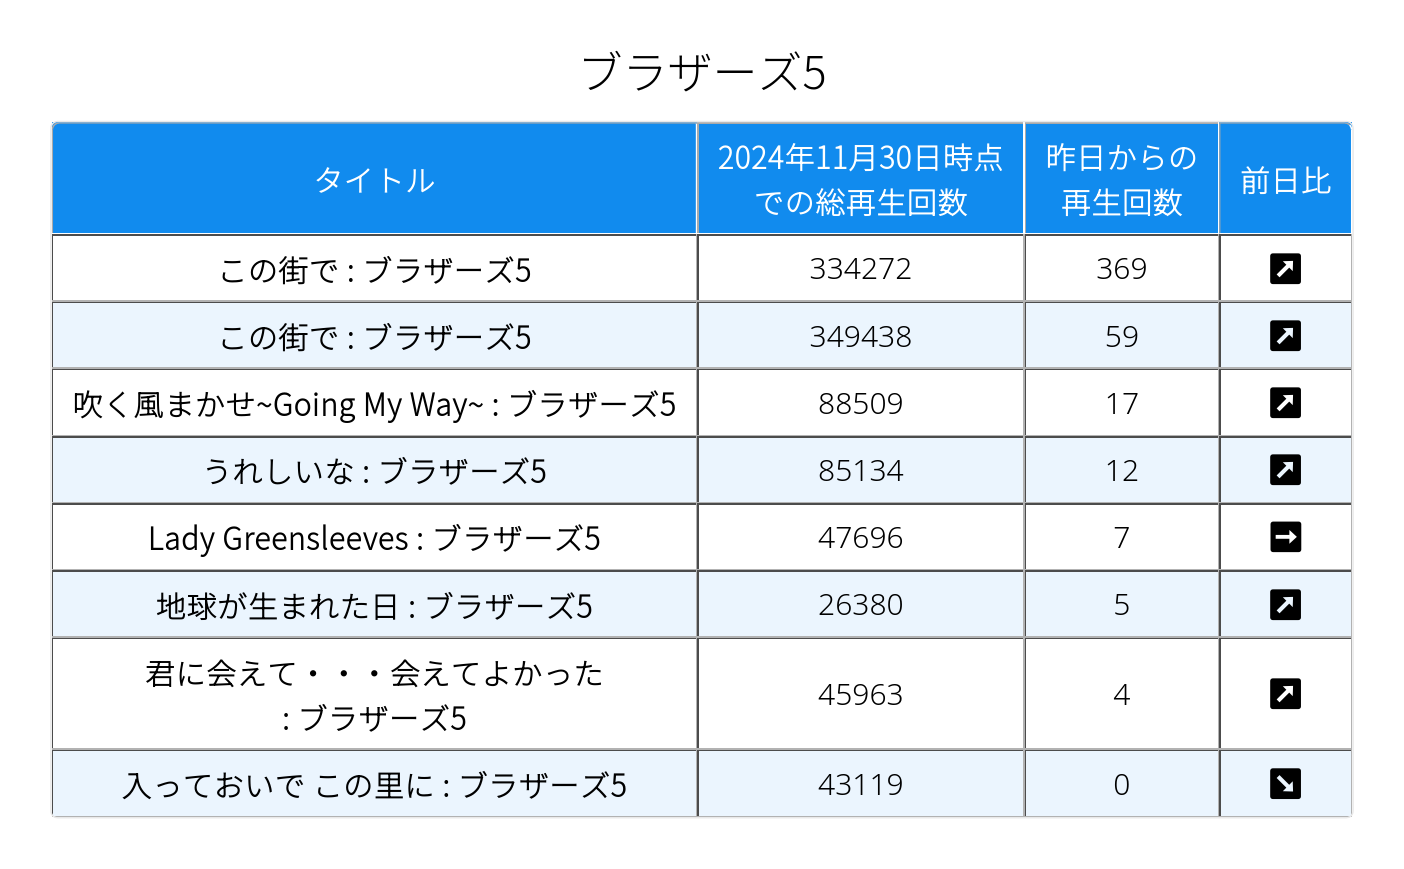 ブラザーズ5
タイトル
2024年11月30日時点
での総再生回数
昨日からの
再生回数
前日比
この街で : ブラザーズ5
334272
369
この街で : ブラザーズ5
349438
59
吹く風まかせ~Going My Way~ : ブラザーズ5
88509
17
うれしいな : ブラザーズ5
85134
12
Lady Greensleeves : ブラザーズ5
47696
7
地球が生まれた日 : ブラザーズ5
26380
5
君に会えて・・・会えてよかった
: ブラザーズ5
45963
4
入っておいで この里に : ブラザーズ5
43119
0